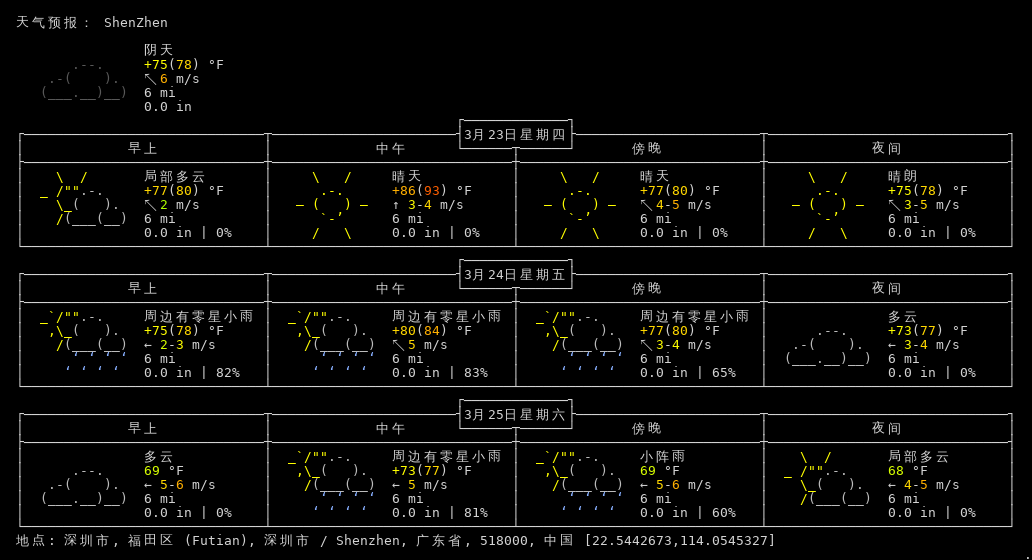 天气预报： ShenZhen
阴天
+75(78) °F
↖ 6 m/s
6 mi
0.0 in
3月23日星期四
早上 中午 傍晚 夜间
局部多云 晴天 晴天 晴朗
+77(80) °F +86(93) °F +77(80) °F +75(78) °F
↖ 2 m/s ↑ 3-4 m/s ↖ 4-5 m/s ↖ 3-5 m/s
6 mi 6 mi 6 mi 6 mi
0.0 in | 0% 0.0 in | 0% 0.0 in | 0% 0.0 in | 0%
3月24日星期五
早上 中午 傍晚 夜间
周边有零星小雨 周边有零星小雨 周边有零星小雨 多云
+75(78) °F +80(84) °F +77(80) °F +73(77) °F
← 2-3 m/s ↖ 5 m/s ↖ 3-4 m/s ← 3-4 m/s
6 mi 6 mi 6 mi 6 mi
0.0 in | 82% 0.0 in | 83% 0.0 in | 65% 0.0 in | 0%
3月25日星期六
早上 中午 傍晚 夜间
多云 周边有零星小雨 小阵雨 局部多云
69 °F +73(77) °F 69 °F 68 °F
← 5-6 m/s ← 5 m/s ← 5-6 m/s ← 4-5 m/s
6 mi 6 mi 6 mi 6 mi
0.0 in | 0% 0.0 in | 81% 0.0 in | 60% 0.0 in | 0%
地点: 深圳市, 福田区 (Futian), 深圳市 / Shenzhen, 广东省, 518000, 中国 [22.5442673,114.0545327]